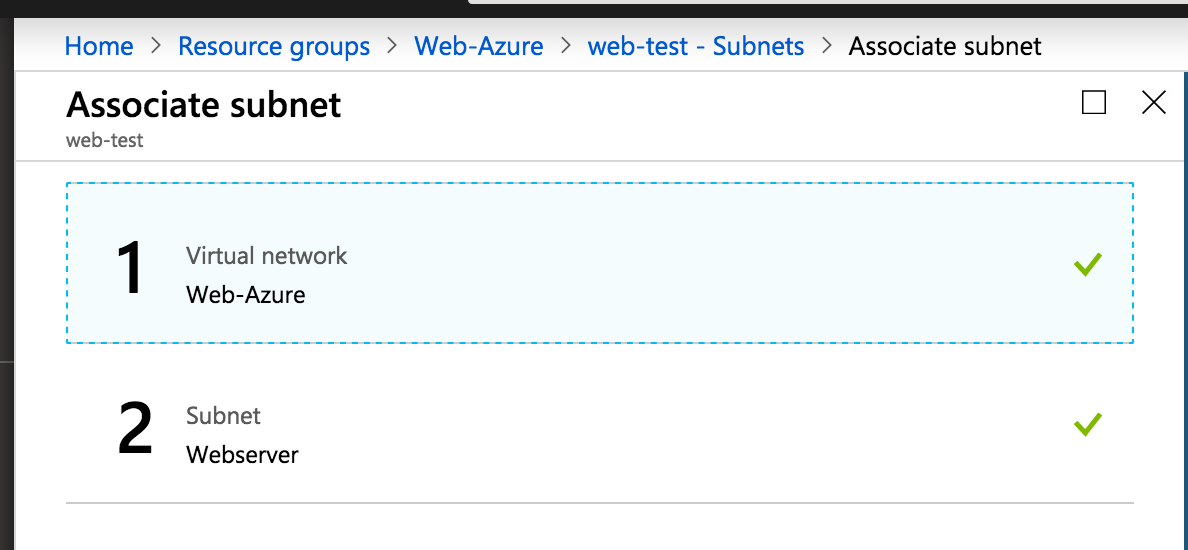 Home > Resource groups > Web-Azure > web-test - Subnets > Associate subnet
Associate subnet
web-test
1
Virtual network
Web-Azure
2
Subnet
Webserver